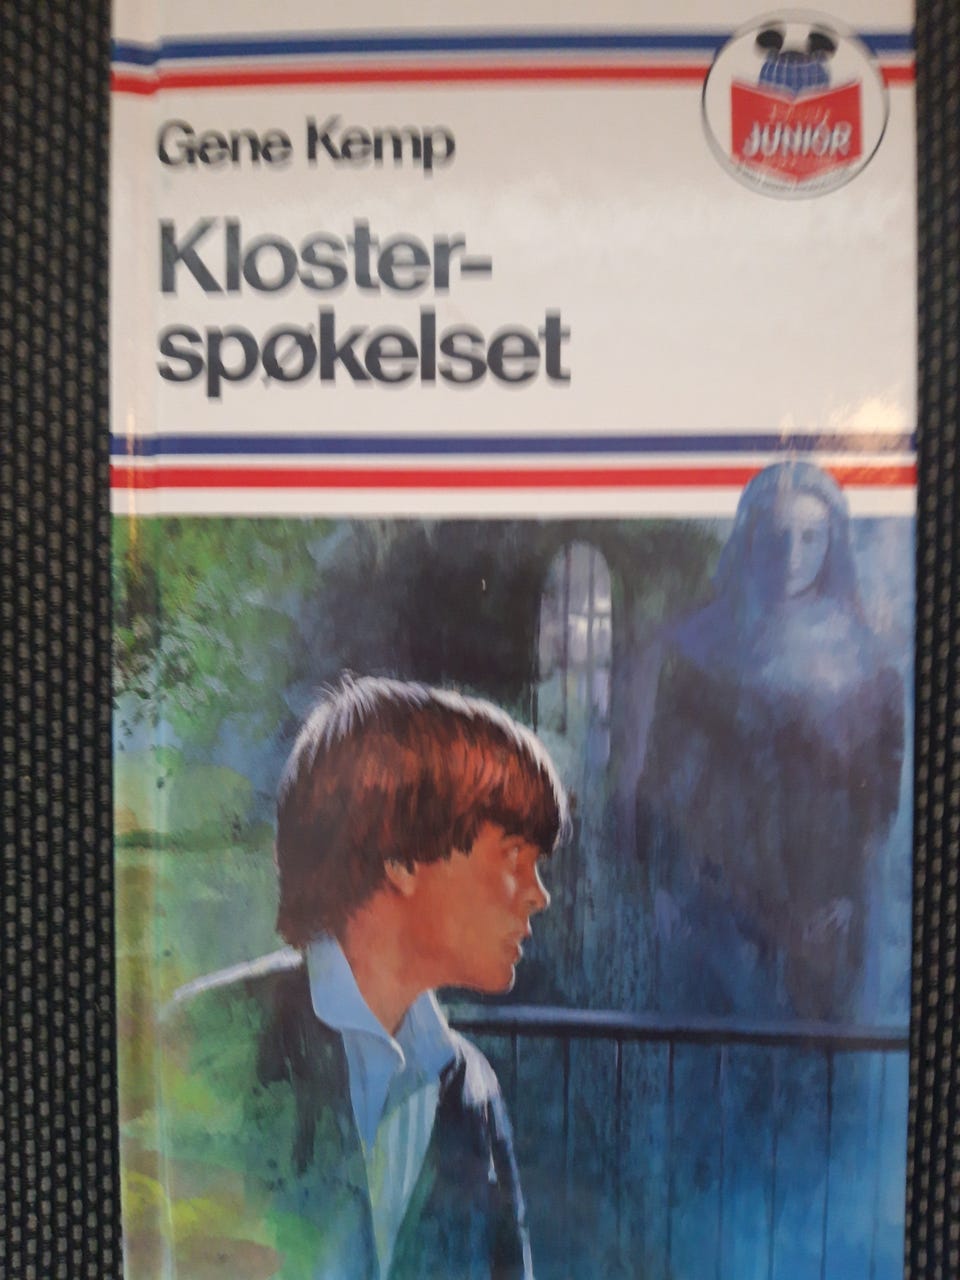 JUNIOR
Gene Kemp
Kloster-
spøkelset